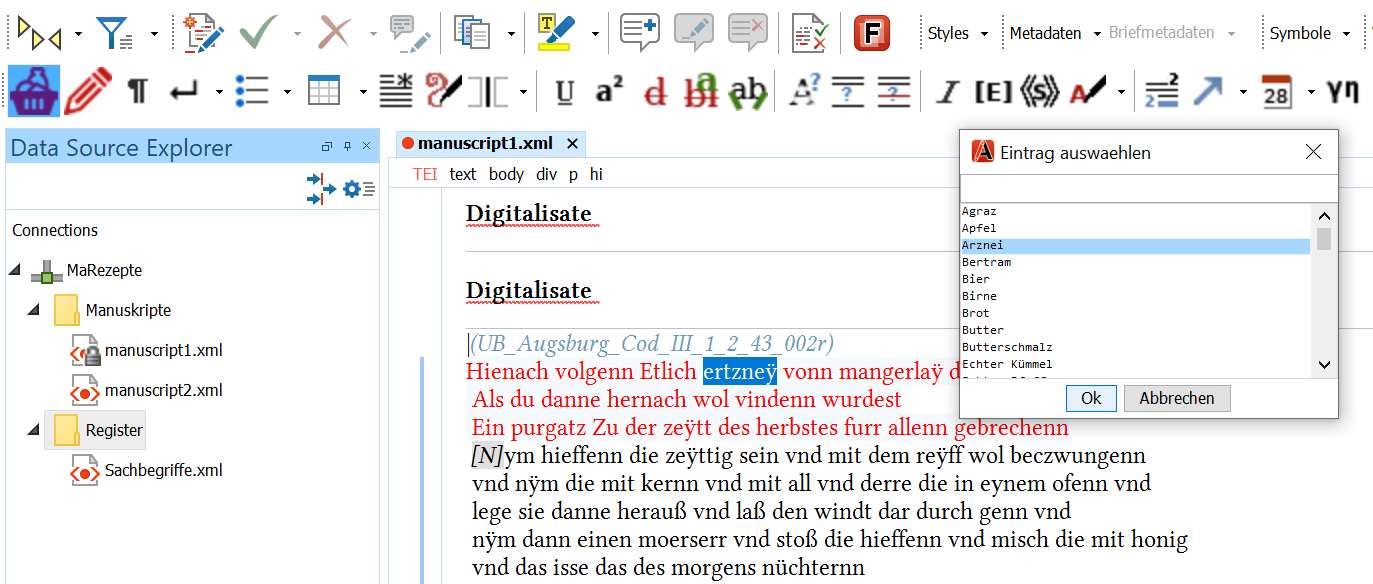 Styles Metadaten Briefmetadaten Symbole
¶ U a² d bl ab A? ? ? I [E] «S» A 2 2 28 γη
Data Source Explorer
Connections
MaRezepte
Manuskripte
manuscript1.xml
manuscript2.xml
Register
Sachbegriffe.xml
manuscript1.xml
TEI text body div p hi
Digitalisate
Digitalisate
(UB_Augsburg_Cod_III_1_2_43_002r)
Hienach volgenn Etlich ertzneÿ vonn mangerlaÿ d
Als du danne hernach wol vindenn wurdest
Ein purgatz Zu der zeÿtt des herbstes furr allenn gebrechenn
[N]ym hieffenn die zeÿttig sein vnd mit dem reÿff wol beczwungenn
vnd nÿm die mit kernn vnd mit all vnd derre die in eynem ofenn vnd
lege sie danne herauß vnd laß den windt dar durch genn vnd
nÿm dann einen moerserr vnd stoß die hieffenn vnd misch die mit honig
vnd das isse das des morgens nüchternn
Eintrag auswaehlen
Agraz
Apfel
Arznei
Bertram
Bier
Birne
Brot
Butter
Butterschmalz
Echter Kümmel
Ok Abbrechen